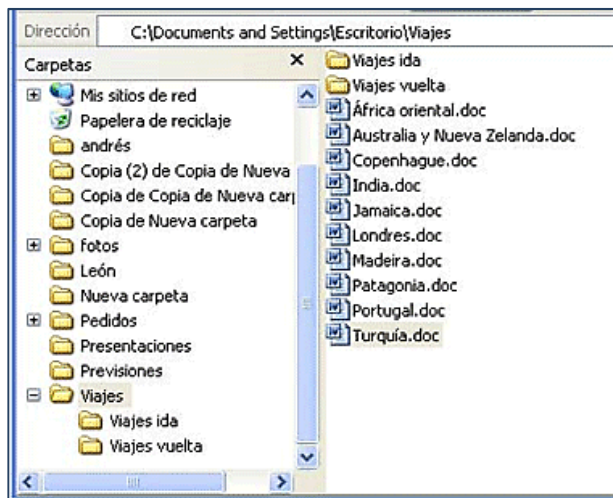 Dirección C:\Documents and Settings\Escritorio\Viajes
Carpetas
Mis sitios de red
Papelera de reciclaje
andrés
Copia (2) de Copia de Nueva
Copia de Copia de Nueva carp
Copia de Nueva carpeta
fotos
León
Nueva carpeta
Pedidos
Presentaciones
Previsiones
Viajes
Viajes ida
Viajes vuelta
Viajes ida
Viajes vuelta
África oriental.doc
Australia y Nueva Zelanda.doc
Copenhague.doc
India.doc
Jamaica.doc
Londres.doc
Madeira.doc
Patagonia.doc
Portugal.doc
Turquía.doc